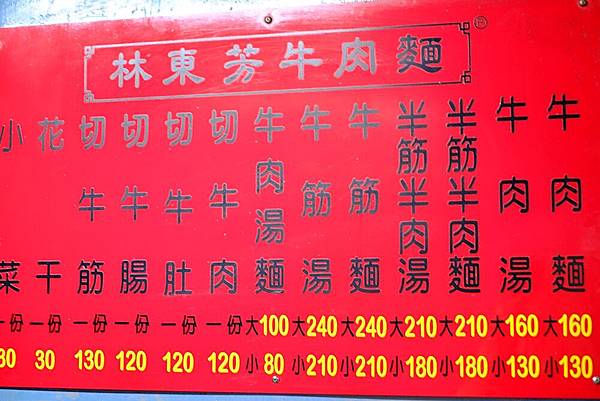 林東芳牛肉麵®
牛肉麵 大160 小130
牛肉湯 大160 小130
半筋半肉麵 大210 小180
半筋半肉湯 大210 小180
牛筋麵 大240 小210
牛筋湯 大240 小210
牛肉湯麵 大100 小80
切牛肉 一份 120
切牛肚 一份 120
切牛腸 一份 120
切牛筋 一份 130
花干 一份 30
小菜 一份